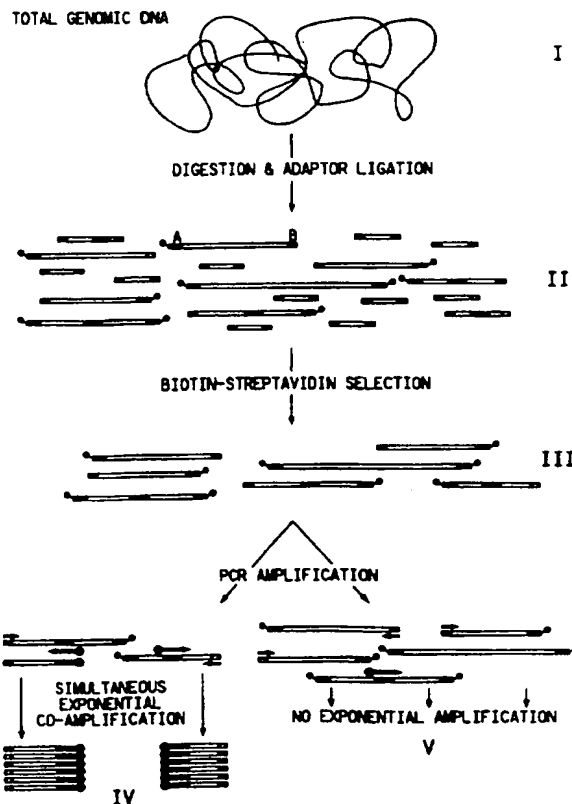 TOTAL GENOMIC DNA
I
DIGESTION & ADAPTOR LIGATION
A B
II
BIOTIN-STREPTAVIDIN SELECTION
III
PCR AMPLIFICATION
SIMULTANEOUS
EXPONENTIAL
CO-AMPLIFICATION
NO EXPONENTIAL AMPLIFICATION
V
IV